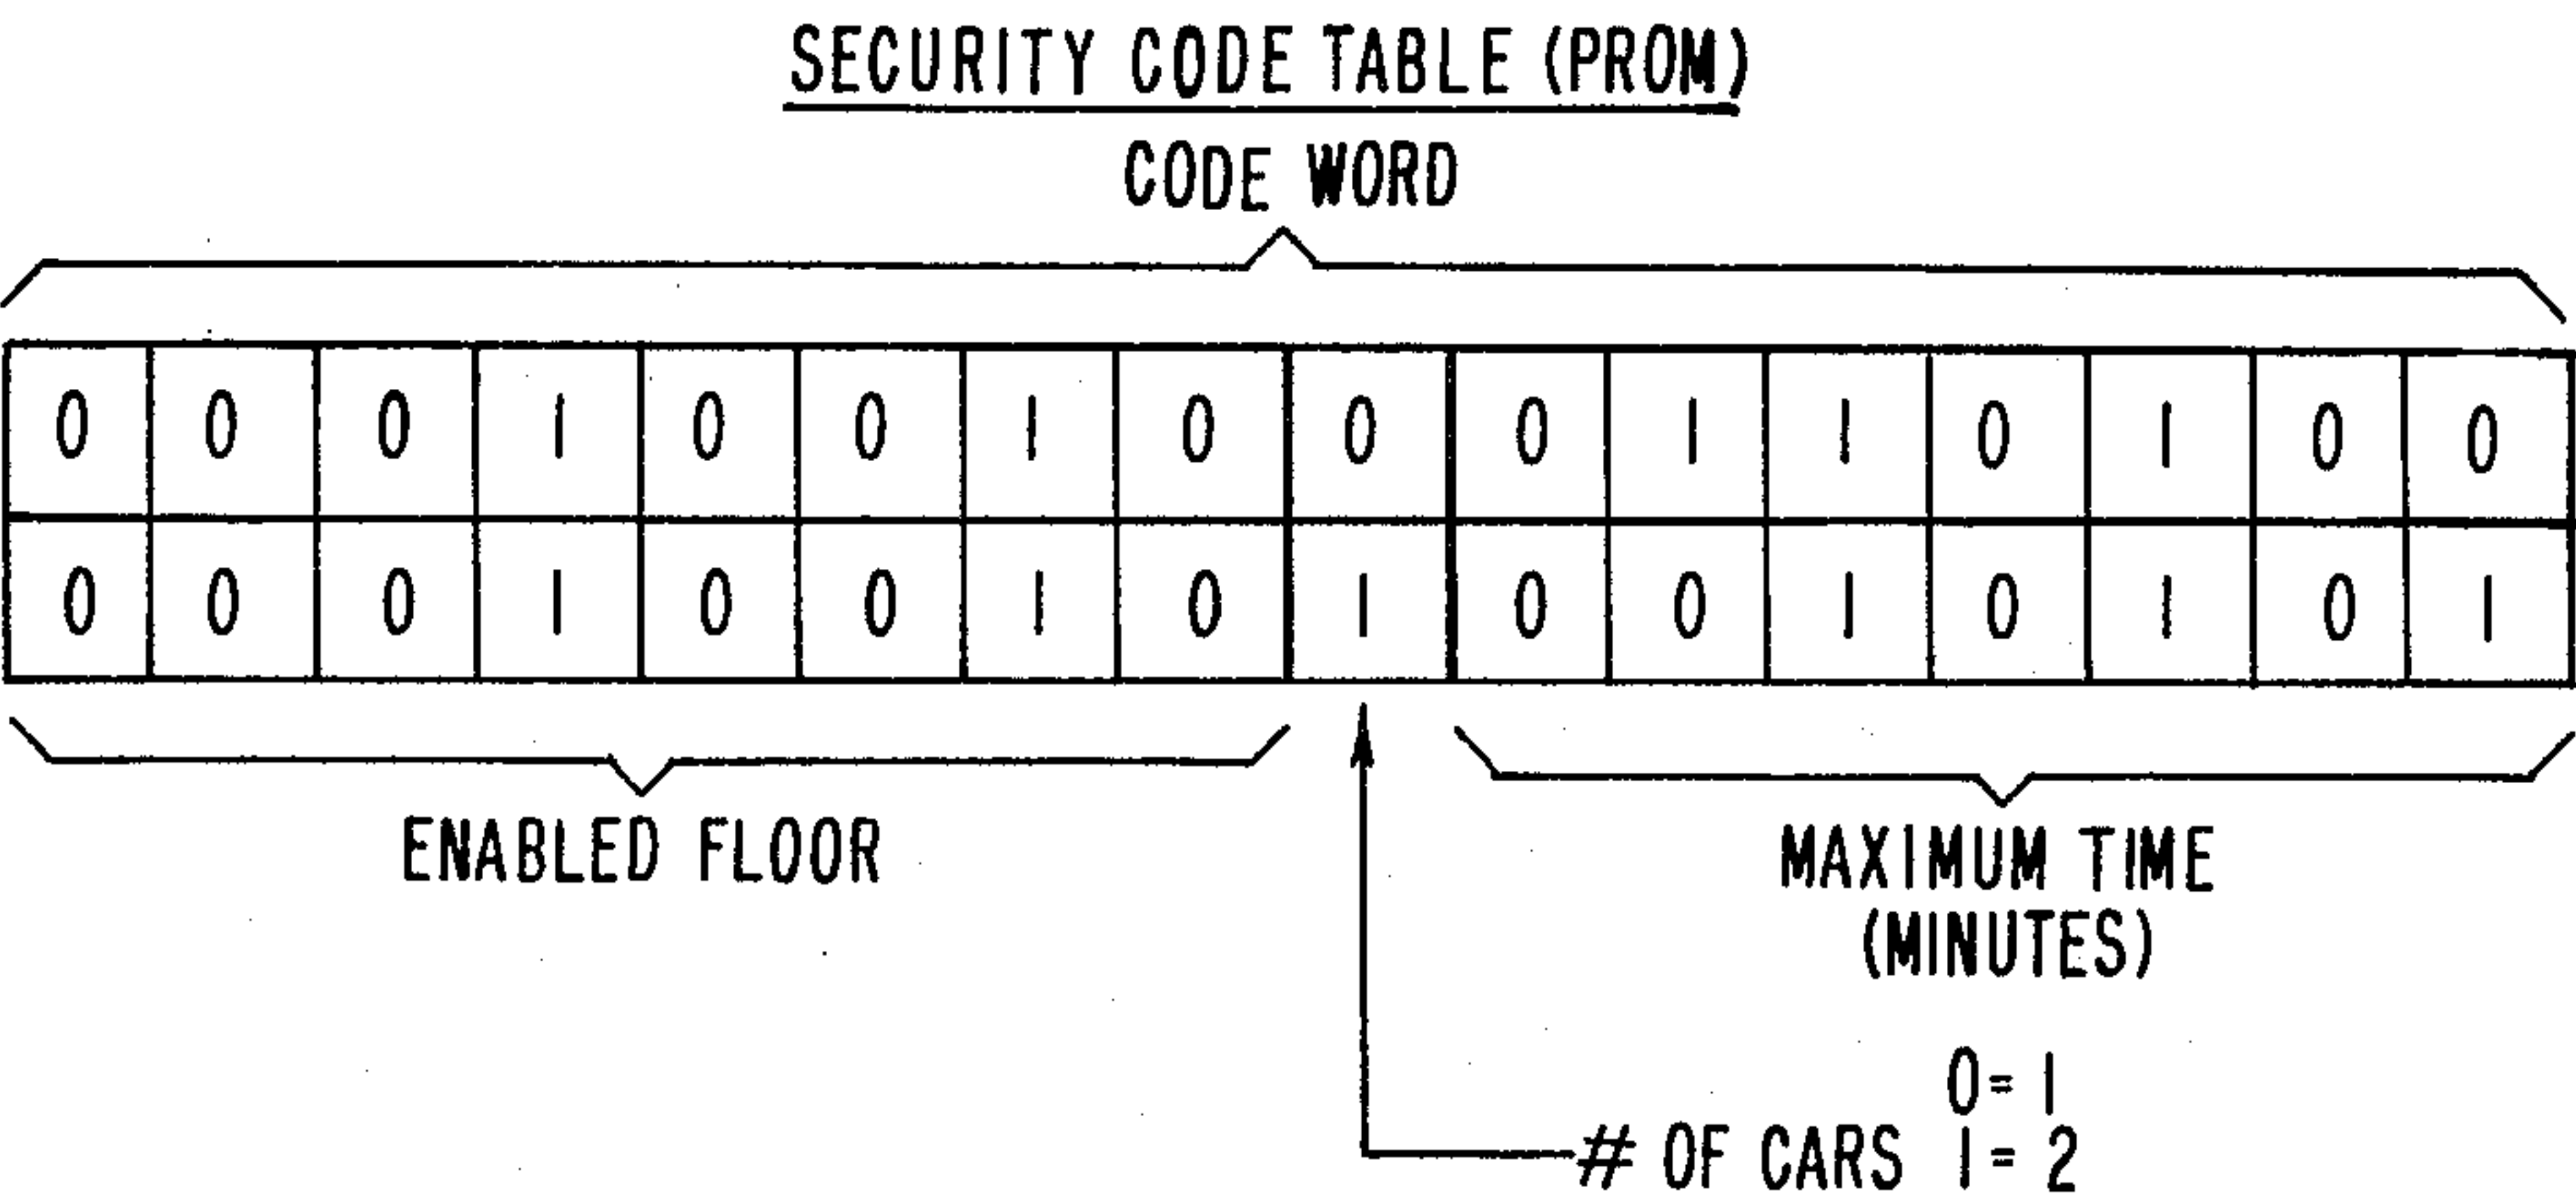 SECURITY CODE TABLE (PROM)
CODE WORD
0 0 0 1 0 0 1 0 0 0 1 1 0 1 0 0
0 0 0 1 0 0 1 0 1 0 0 1 0 1 0 1
ENABLED FLOOR
MAXIMUM TIME
(MINUTES)
0 = 1
# OF CARS 1 = 2